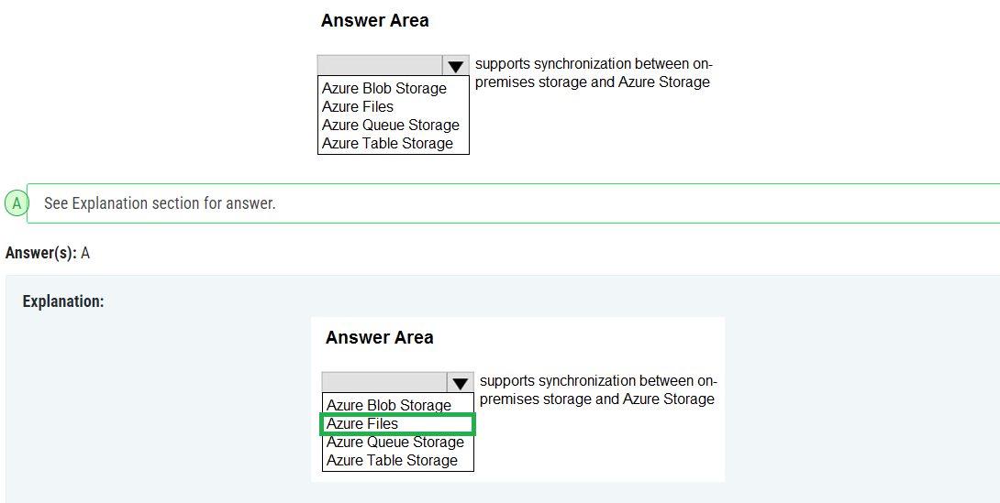 Answer Area
supports synchronization between on-
premises storage and Azure Storage
Azure Blob Storage
Azure Files
Azure Queue Storage
Azure Table Storage
A
See Explanation section for answer.
Answer(s): A
Explanation:
Answer Area
supports synchronization between on-
premises storage and Azure Storage
Azure Blob Storage
Azure Files
Azure Queue Storage
Azure Table Storage